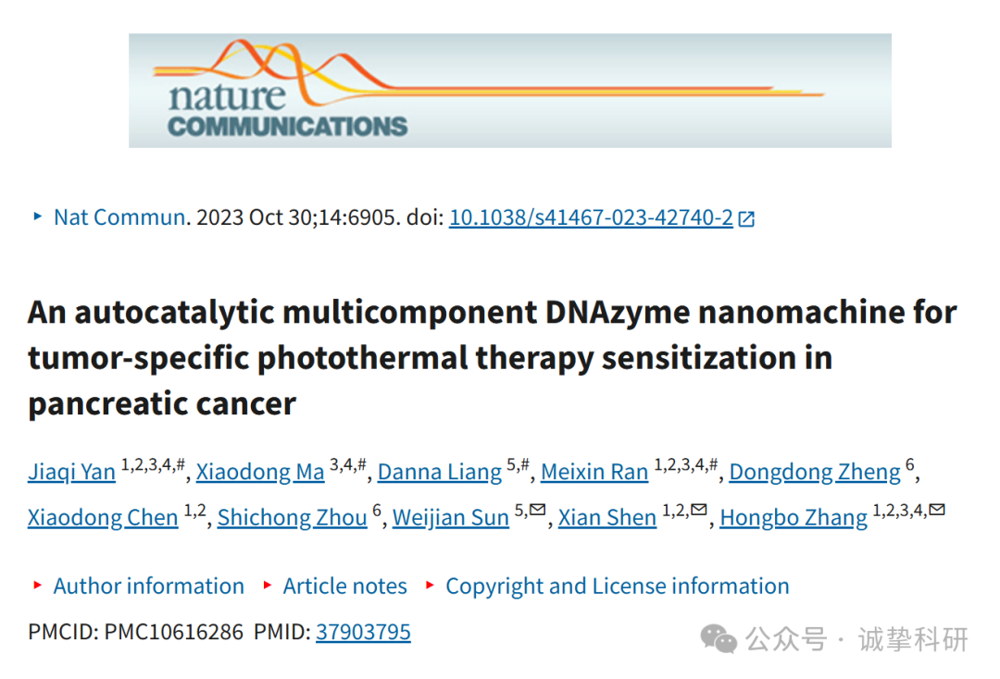 nature
COMMUNICATIONS
Nat Commun. 2023 Oct 30;14:6905. doi: 10.1038/s41467-023-42740-2
An autocatalytic multicomponent DNAzyme nanomachine for
tumor-specific photothermal therapy sensitization in
pancreatic cancer
Jiaqi Yan 1,2,3,4,#, Xiaodong Ma 3,4,#, Danna Liang 5,#, Meixin Ran 1,2,3,4,#, Dongdong Zheng 6,
Xiaodong Chen 1,2, Shichong Zhou 6, Weijian Sun 5,✉, Xian Shen 1,2,✉, Hongbo Zhang 1,2,3,4,✉
Author information Article notes Copyright and License information
PMCID: PMC10616286 PMID: 37903795
公众号 · 诚挚科研